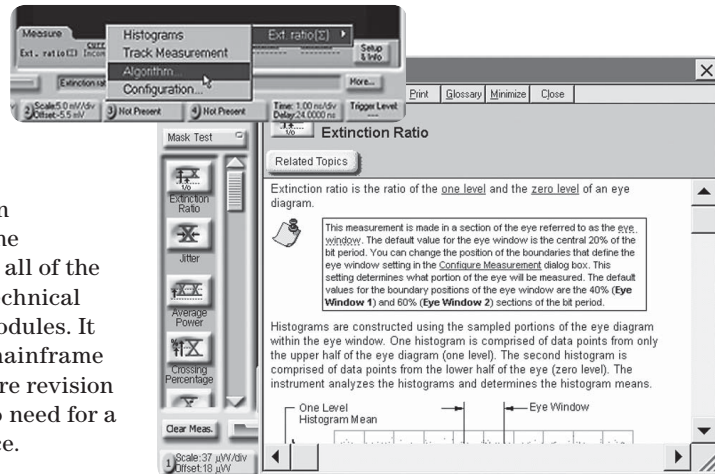 Measure
curr
Ext. ratio(Σ) Incom
Histograms
Track Measurement
Algorithm...
Configuration...
Ext. ratio(Σ)
Setup
& Info
More...
2) Scale:5.0 mV/div
Offset:-5.5 mV
3) Not Present
4) Not Present
Time: 1.00 ns/div
Delay:24.0000 ns
Trigger Level:
---
Print Glossary Minimize Close
Mask Test
Extinction
Ratio
Jitter
Average
Power
Crossing
Percentage
Clear Meas.
1) Scale:37 µW/div
Offset:18 µW
1/0
Extinction Ratio
Related Topics
Extinction ratio is the ratio of the one level and the zero level of an eye
diagram.
This measurement is made in a section of the eye referred to as the eye
window. The default value for the eye window is the central 20% of the
bit period. You can change the position of the boundaries that define the
eye window setting in the Configure Measurement dialog box. This
setting determines what portion of the eye will be measured. The default
values for the boundary positions of the eye window are the 40% (Eye
Window 1) and 60% (Eye Window 2) sections of the bit period.
Histograms are constructed using the sampled portions of the eye diagram
within the eye window. One histogram is comprised of data points from only
the upper half of the eye diagram (one level). The second histogram is
comprised of data points from the lower half of the eye (zero level). The
instrument analyzes the histograms and determines the histogram means.
One Level
Histogram Mean
Eye Window
all of the
echnical
odules. It
nainframe
re revision
o need for a
ce.